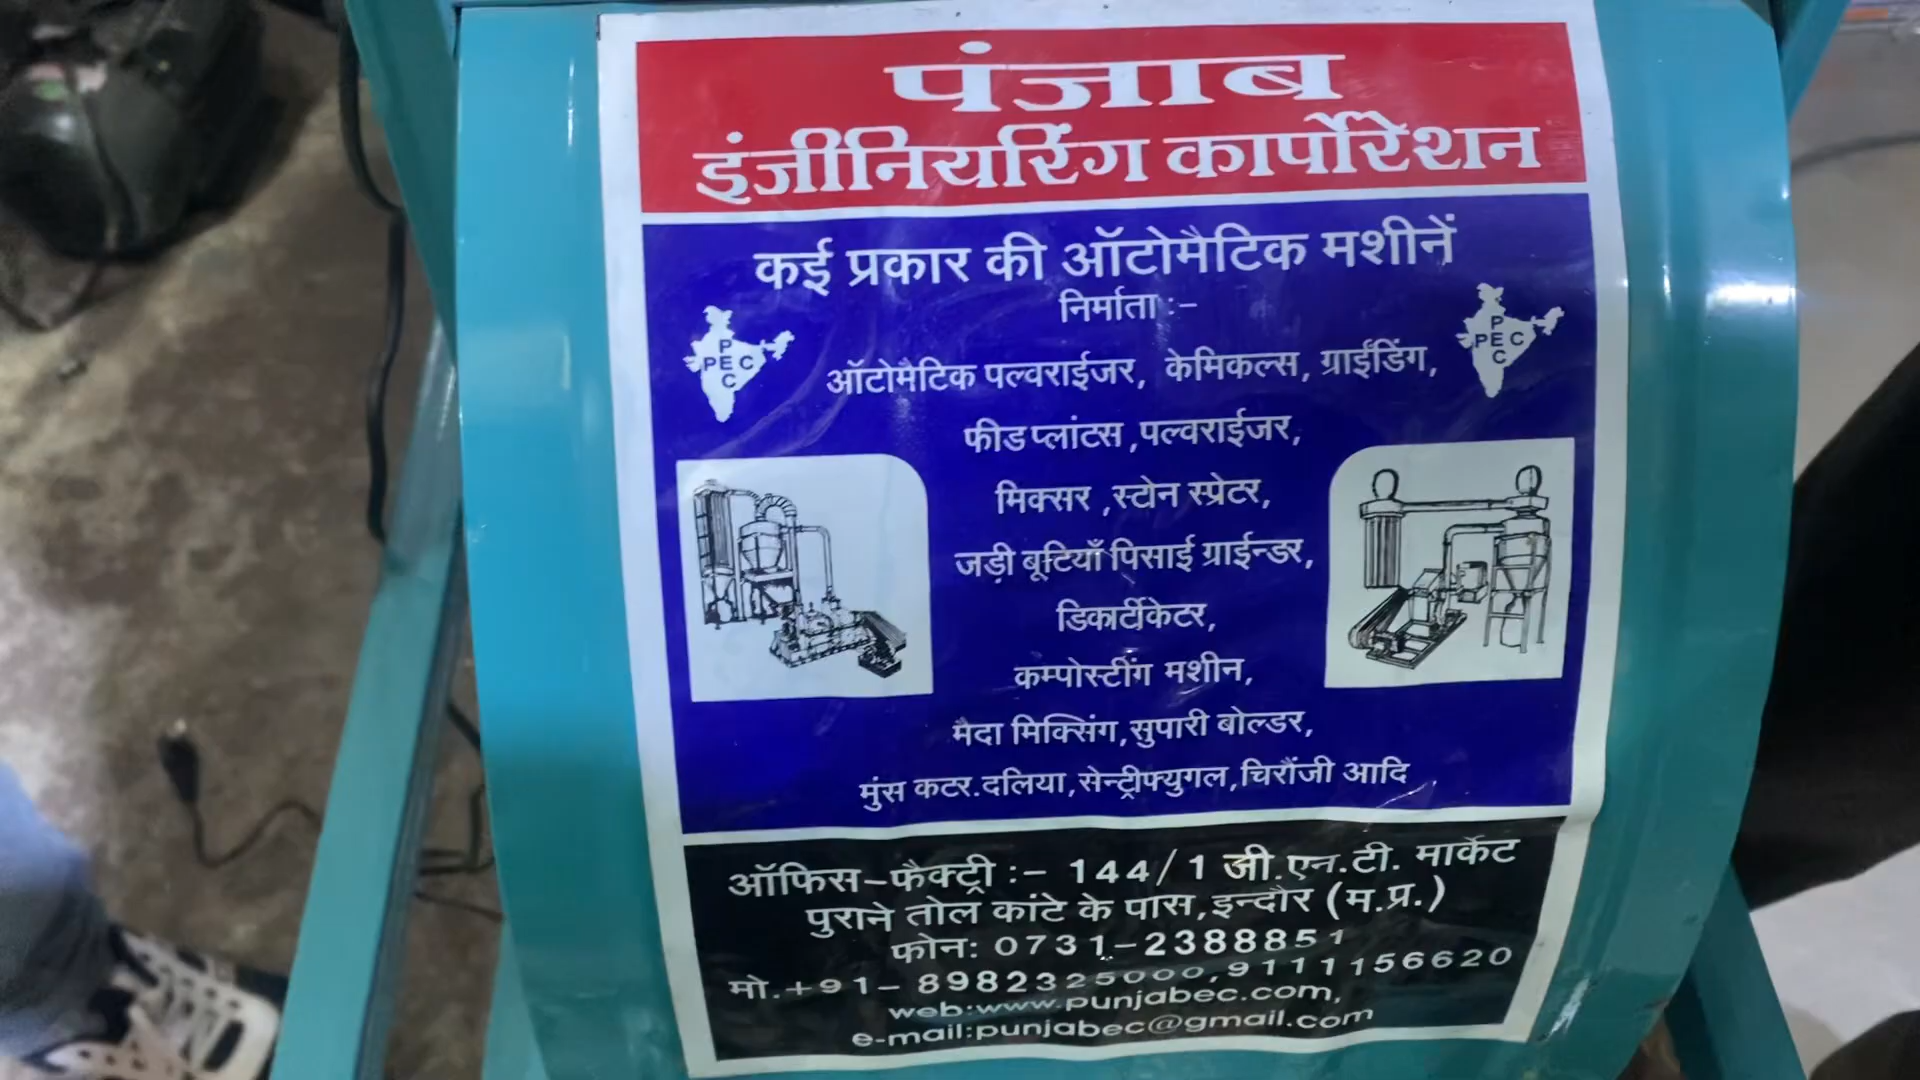 पंजाब
इंजीनियरिंग कार्पोरेशन
कई प्रकार की ऑटोमैटिक मशीनें
निर्माता :-
P
PEC
C
P
PEC
C
ऑटोमैटिक पल्वराईजर, केमिकल्स, ग्राईंडिंग,
फीड प्लांटस ,पल्वराईजर,
मिक्सर ,स्टोन स्प्रेटर,
जड़ी बूटियाँ पिसाई ग्राईन्डर,
डिकार्टीकेटर,
कम्पोस्टींग मशीन,
मैदा मिक्सिंग,सुपारी बोल्डर,
मुंस कटर.दलिया,सेन्ट्रीफ्युगल,चिरौंजी आदि
ऑफिस-फैक्ट्री :- 144/1 जी.एन.टी. मार्केट
पुराने तोल कांटे के पास,इन्दौर (म.प्र.)
फोन: 0731-2388851
मो.+91- 8982325000,9111156620
web:www.punjabec.com,
e-mail:punjabec@gmail.com